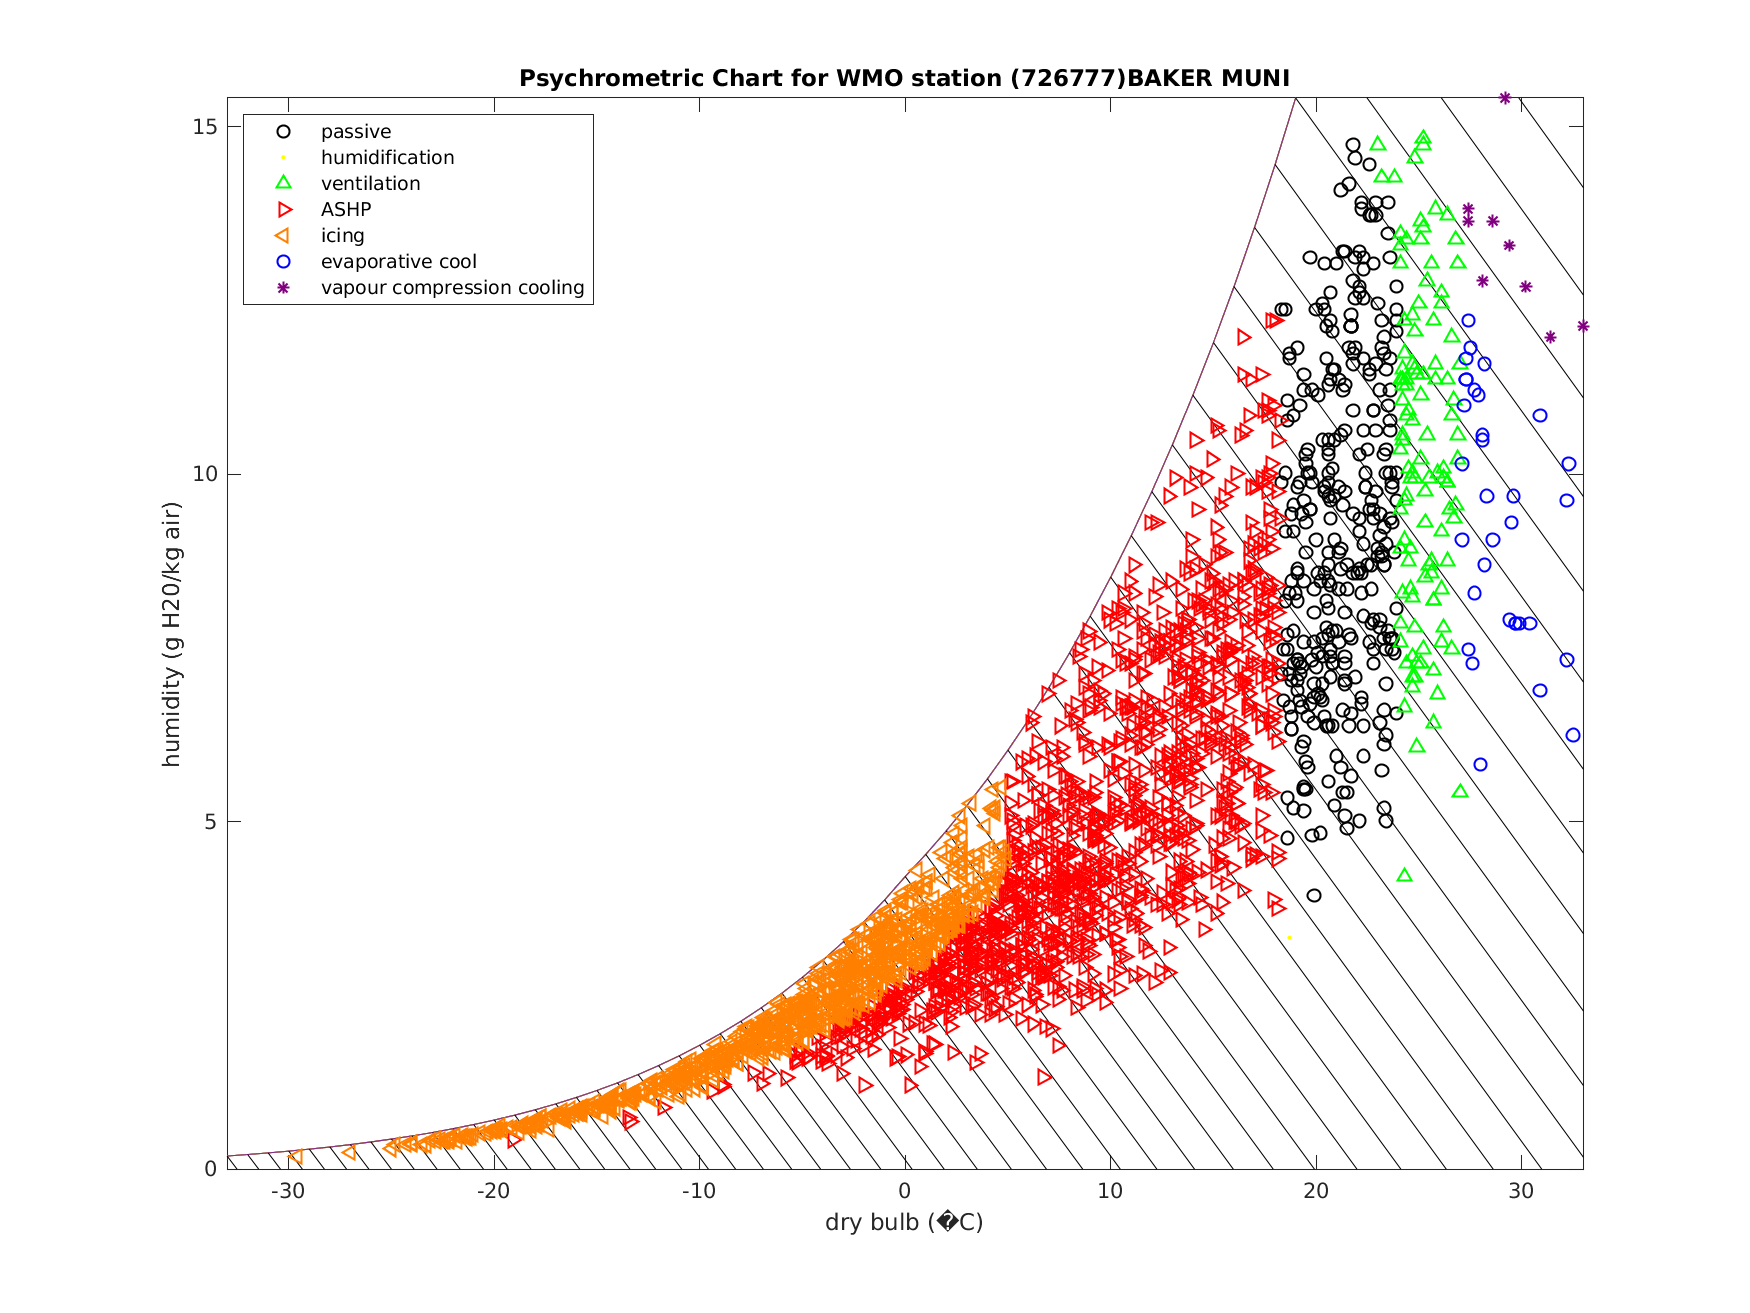 Psychrometric Chart for WMO station (726777)BAKER MUNI
passive
humidification
ventilation
ASHP
icing
evaporative cool
vapour compression cooling
humidity (g H20/kg air)
15
10
5
0
-30 -20 -10 0 10 20 30
dry bulb (�C)